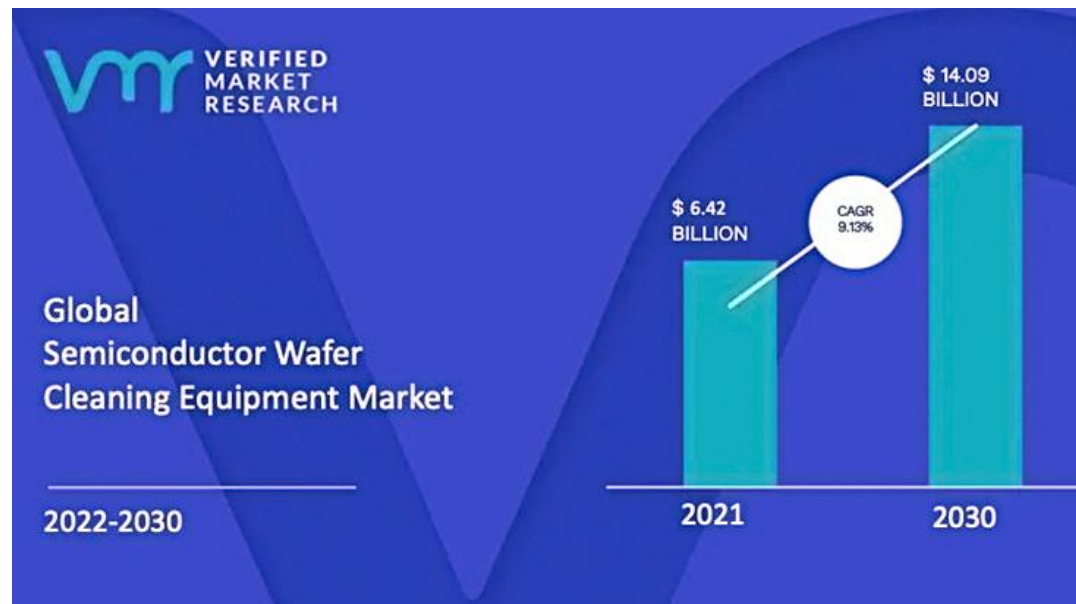 vmr
VERIFIED
MARKET
RESEARCH
$ 14.09
BILLION
$ 6.42
BILLION
CAGR
9.13%
Global
Semiconductor Wafer
Cleaning Equipment Market
2022-2030
2021
2030